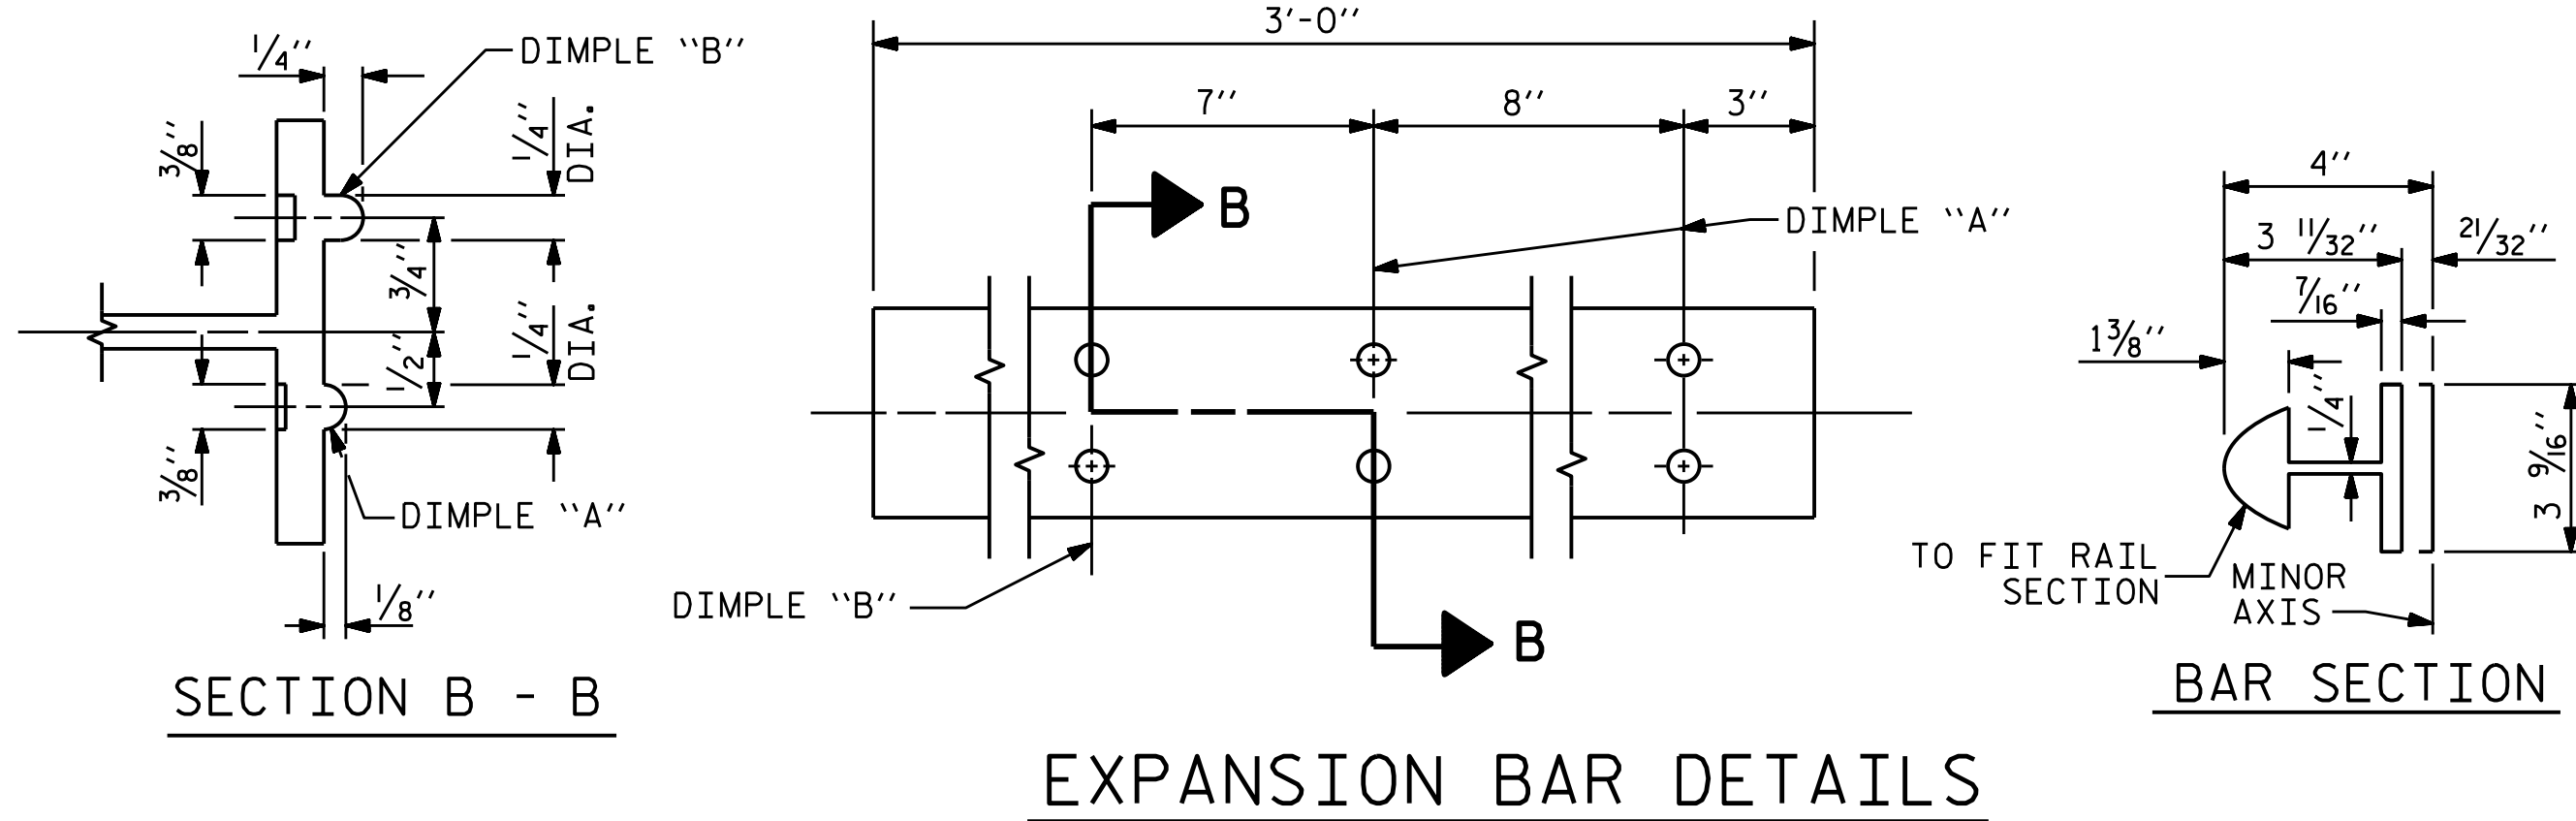 1/4"
DIMPLE "B"
3/8"
1/4"
DIA.
3/4"
1/4"
DIA.
1/2"
3/8"
DIMPLE "A"
1/8"
SECTION B - B
3'-0"
7"
8"
3"
B
DIMPLE "A"
DIMPLE "B"
B
EXPANSION BAR DETAILS
4"
3 11/32"
21/32"
7/16"
1 3/8"
1/4"
3 9/16"
TO FIT RAIL
SECTION
MINOR
AXIS
BAR SECTION